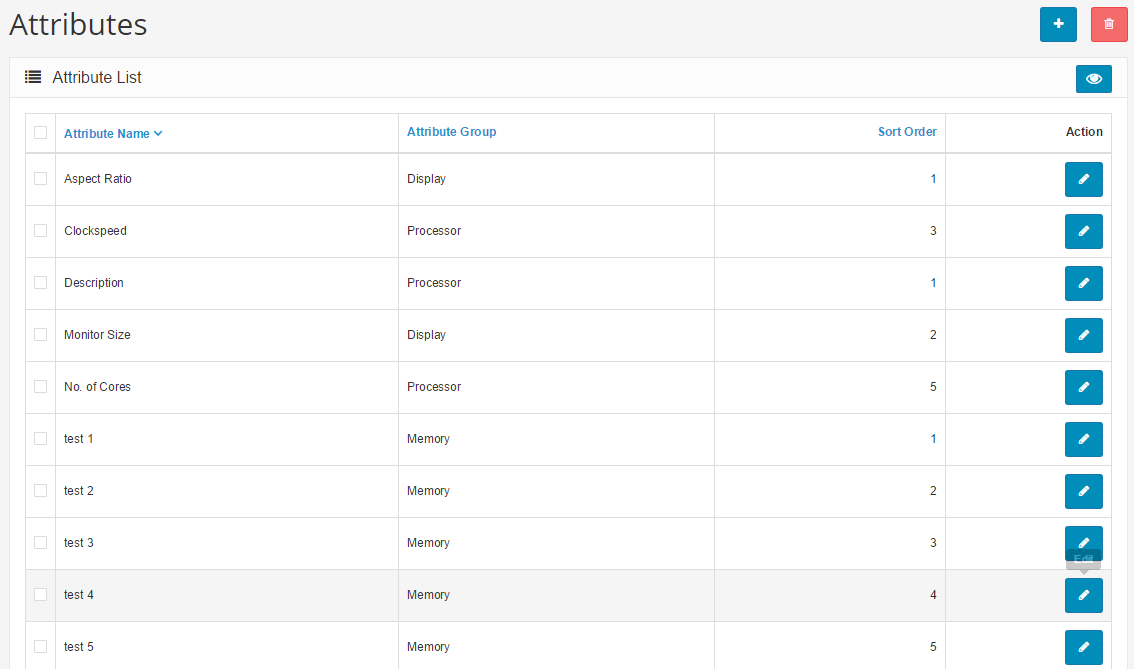 Attributes
Attribute List
Attribute Name Attribute Group Sort Order Action
Aspect Ratio Display 1
Clockspeed Processor 3
Description Processor 1
Monitor Size Display 2
No. of Cores Processor 5
test 1 Memory 1
test 2 Memory 2
test 3 Memory 3
Edit
test 4 Memory 4
test 5 Memory 5